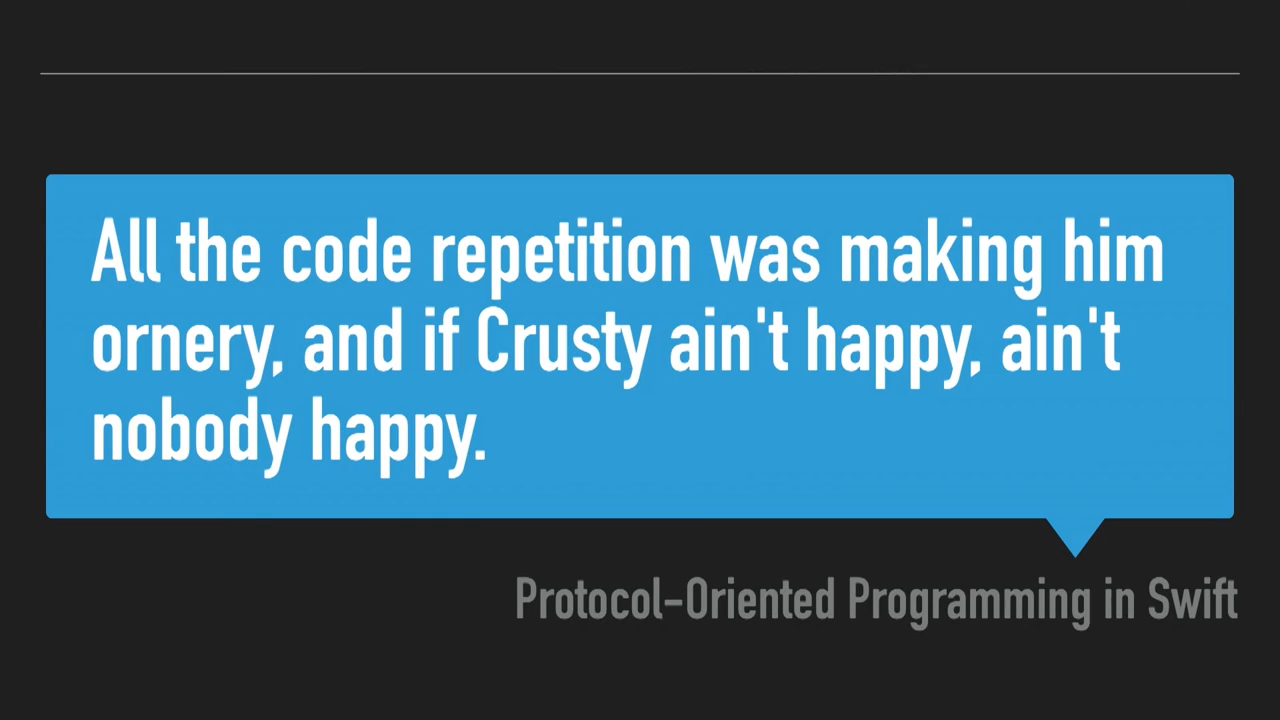 All the code repetition was making him
ornery, and if Crusty ain't happy, ain't
nobody happy.
Protocol-Oriented Programming in Swift